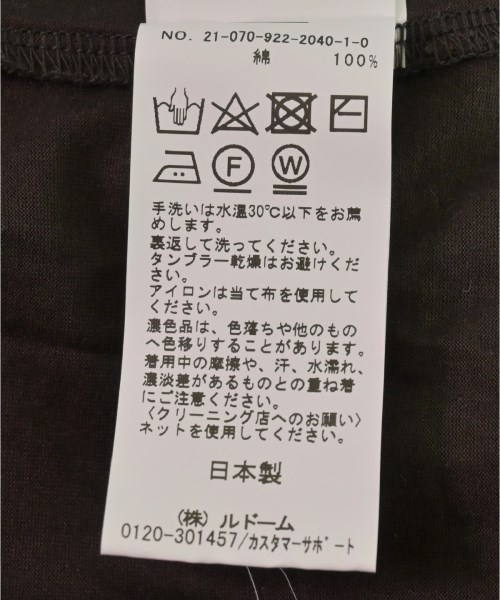 NO. 21-070-922-2040-1-0
綿 100%
F W
手洗いは水温30℃以下をお薦
めします。
裏返して洗ってください。
タンブラー乾燥はお避けくだ
さい。
アイロンは当て布を使用して
ください。
濃色品は、色落ちや他のもの
へ色移りすることがあります。
着用中の摩擦や、汗、水濡れ、
濃淡差があるものとの重ね着
にご注意ください。
〈クリーニング店へのお願い〉
ネットを使用してください。
日本製
(株) ルドーム
0120-301457/カスタマーサポート